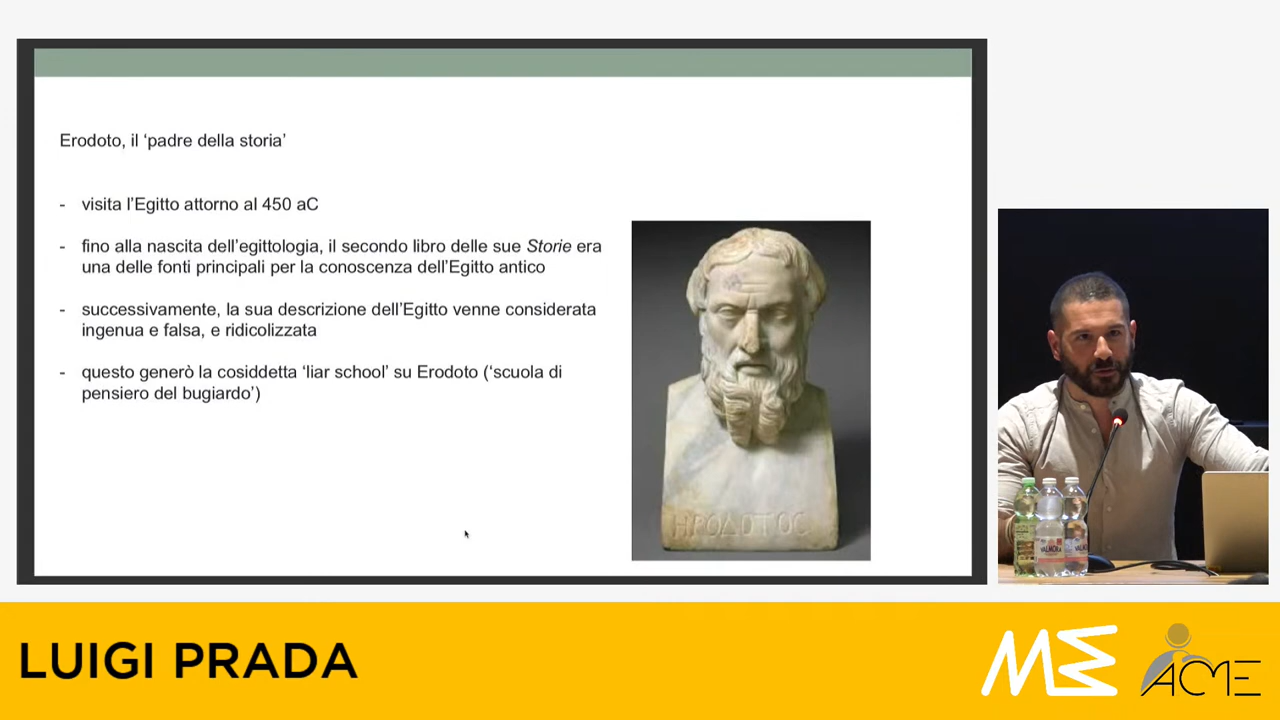 Erodoto, il ‘padre della storia’
- visita l’Egitto attorno al 450 aC
- fino alla nascita dell’egittologia, il secondo libro delle sue Storie era
una delle fonti principali per la conoscenza dell’Egitto antico
- successivamente, la sua descrizione dell’Egitto venne considerata
ingenua e falsa, e ridicolizzata
- questo generò la cosiddetta ‘liar school’ su Erodoto (‘scuola di
pensiero del bugiardo’)
ΗΡΟΔΟΤΟC
VALMORA
LUIGI PRADA
ME
ACME